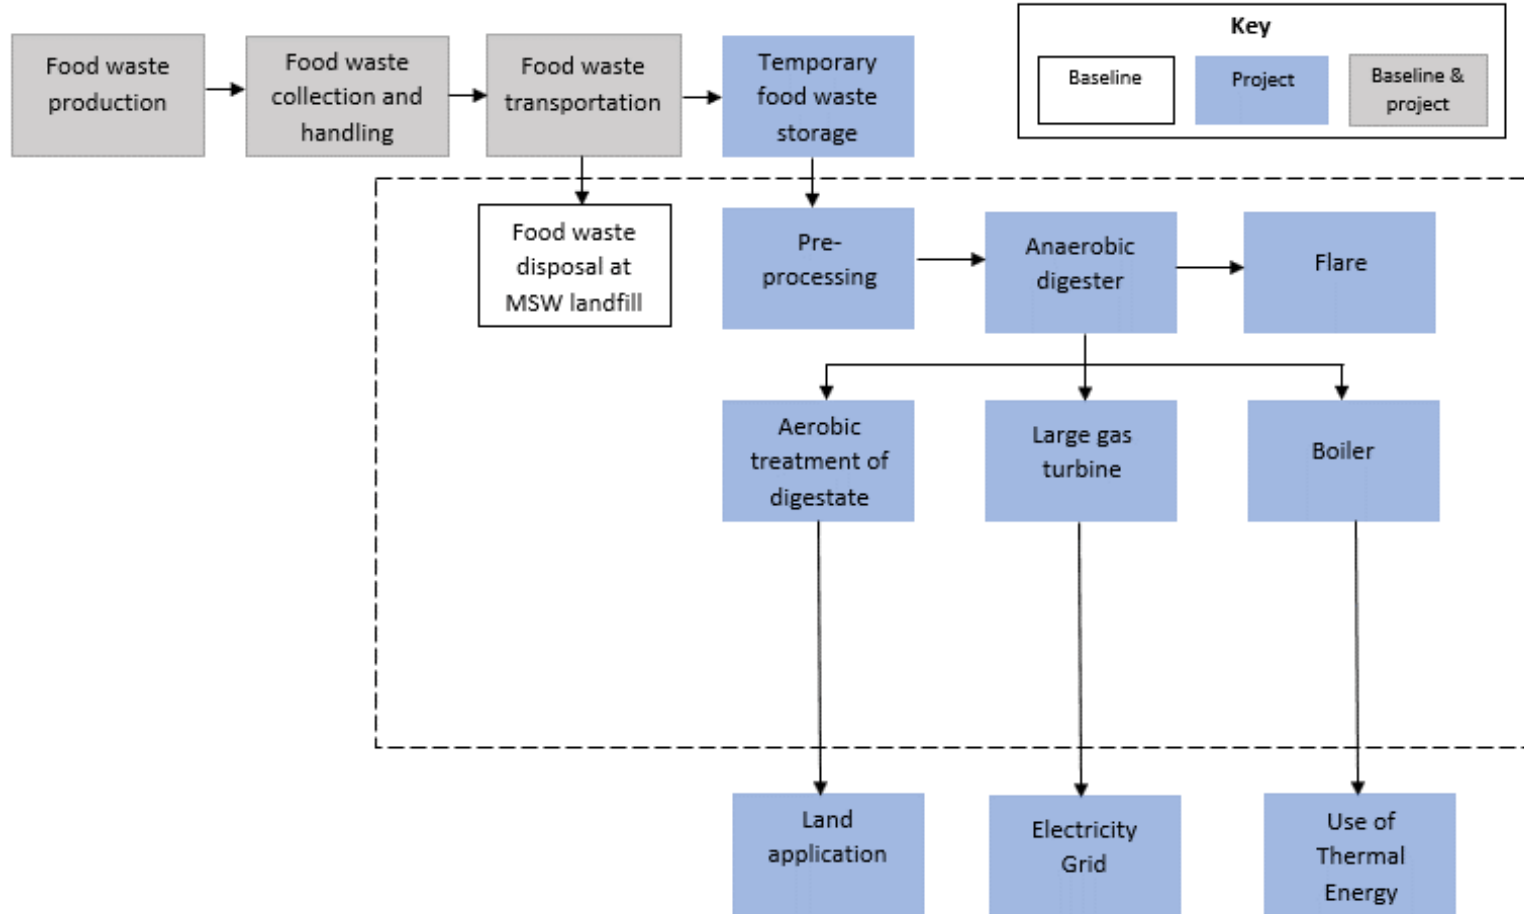 Key
Baseline
Project
Baseline &
project
Food waste
production
Food waste
collection and
handling
Food waste
transportation
Temporary
food waste
storage
Food waste
disposal at
MSW landfill
Pre-
processing
Anaerobic
digester
Flare
Aerobic
treatment of
digestate
Large gas
turbine
Boiler
Land
application
Electricity
Grid
Use of
Thermal
Energy